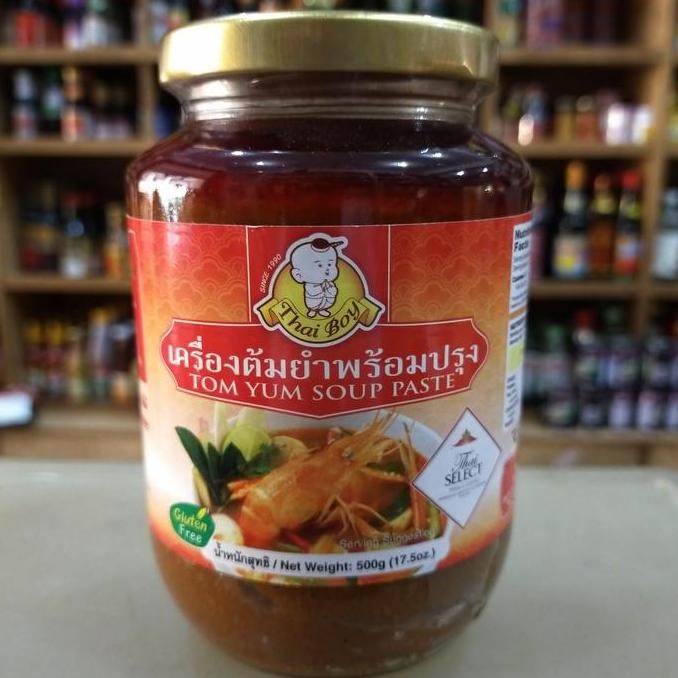 SINCE 1990
Thai Boy
เครื่องต้มยำพร้อมปรุง
TOM YUM SOUP PASTE
Thai
SELECT
Gluten
Free
Serving Suggestion
น้ำหนักสุทธิ / Net Weight: 500g (17.5oz.)
Nutrition
Facts